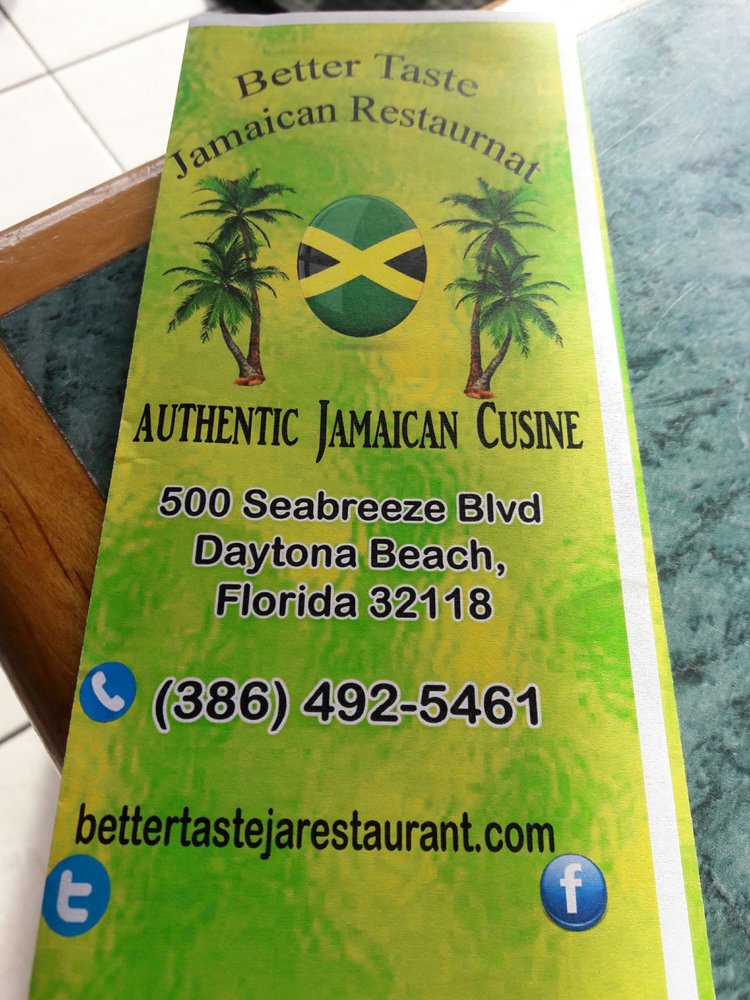 Better Taste
Jamaican Restaurnat
AUTHENTIC JAMAICAN CUSINE
500 Seabreeze Blvd
Daytona Beach,
Florida 32118
(386) 492-5461
bettertastejarestaurant.com